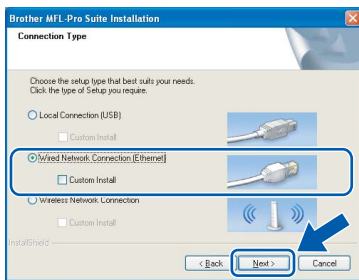 Brother MFL-Pro Suite Installation
Connection Type
Choose the setup type that best suits your needs.
Click the type of Setup you require.
Local Connection (USB)
Custom Install
Wired Network Connection (Ethernet)
Custom Install
Wireless Network Connection
Custom Install
InstallShield
< Back
Next >
Cancel